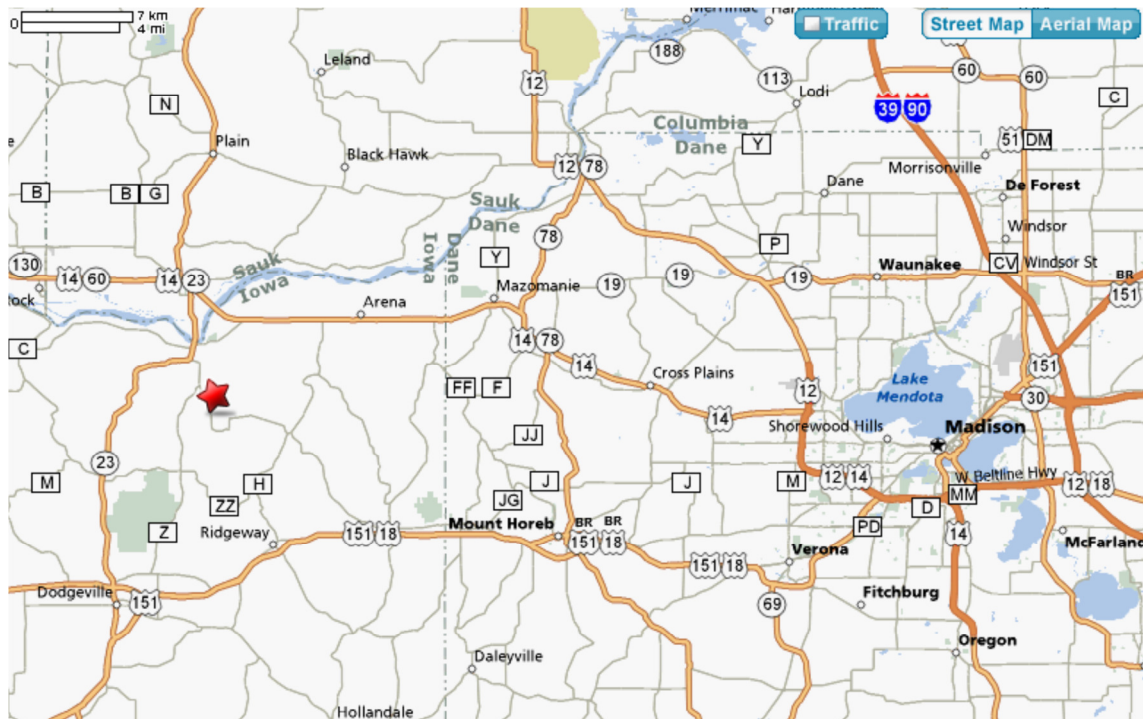 0
7 km
4 mi
Traffic
Street Map
Aerial Map
Merrimac
188
Leland
12
113
60
60
Lodi
N
C
39
90
Columbia
Dane
Y
51
DM
Plain
Black Hawk
12
78
Morrisonville
B
B
G
Dane
De Forest
Sauk
Dane
Windsor
78
Iowa
Dane
P
130
14
60
14
23
Sauk
Iowa
Y
19
19
19
Waunakee
CV
Windsor St
BR
151
Mazomanie
Arena
14
78
C
14
151
FF
F
Cross Plains
12
Lake
Mendota
30
14
Shorewood Hills
Madison
JJ
23
M
H
J
J
M
12
14
W Beltline Hwy
12
18
ZZ
JG
MM
D
Z
Ridgeway
151
18
Mount Horeb
BR
BR
151
18
PD
14
McFarland
Verona
151
18
Dodgeville
151
69
Fitchburg
Oregon
Daleyville
Hollandale